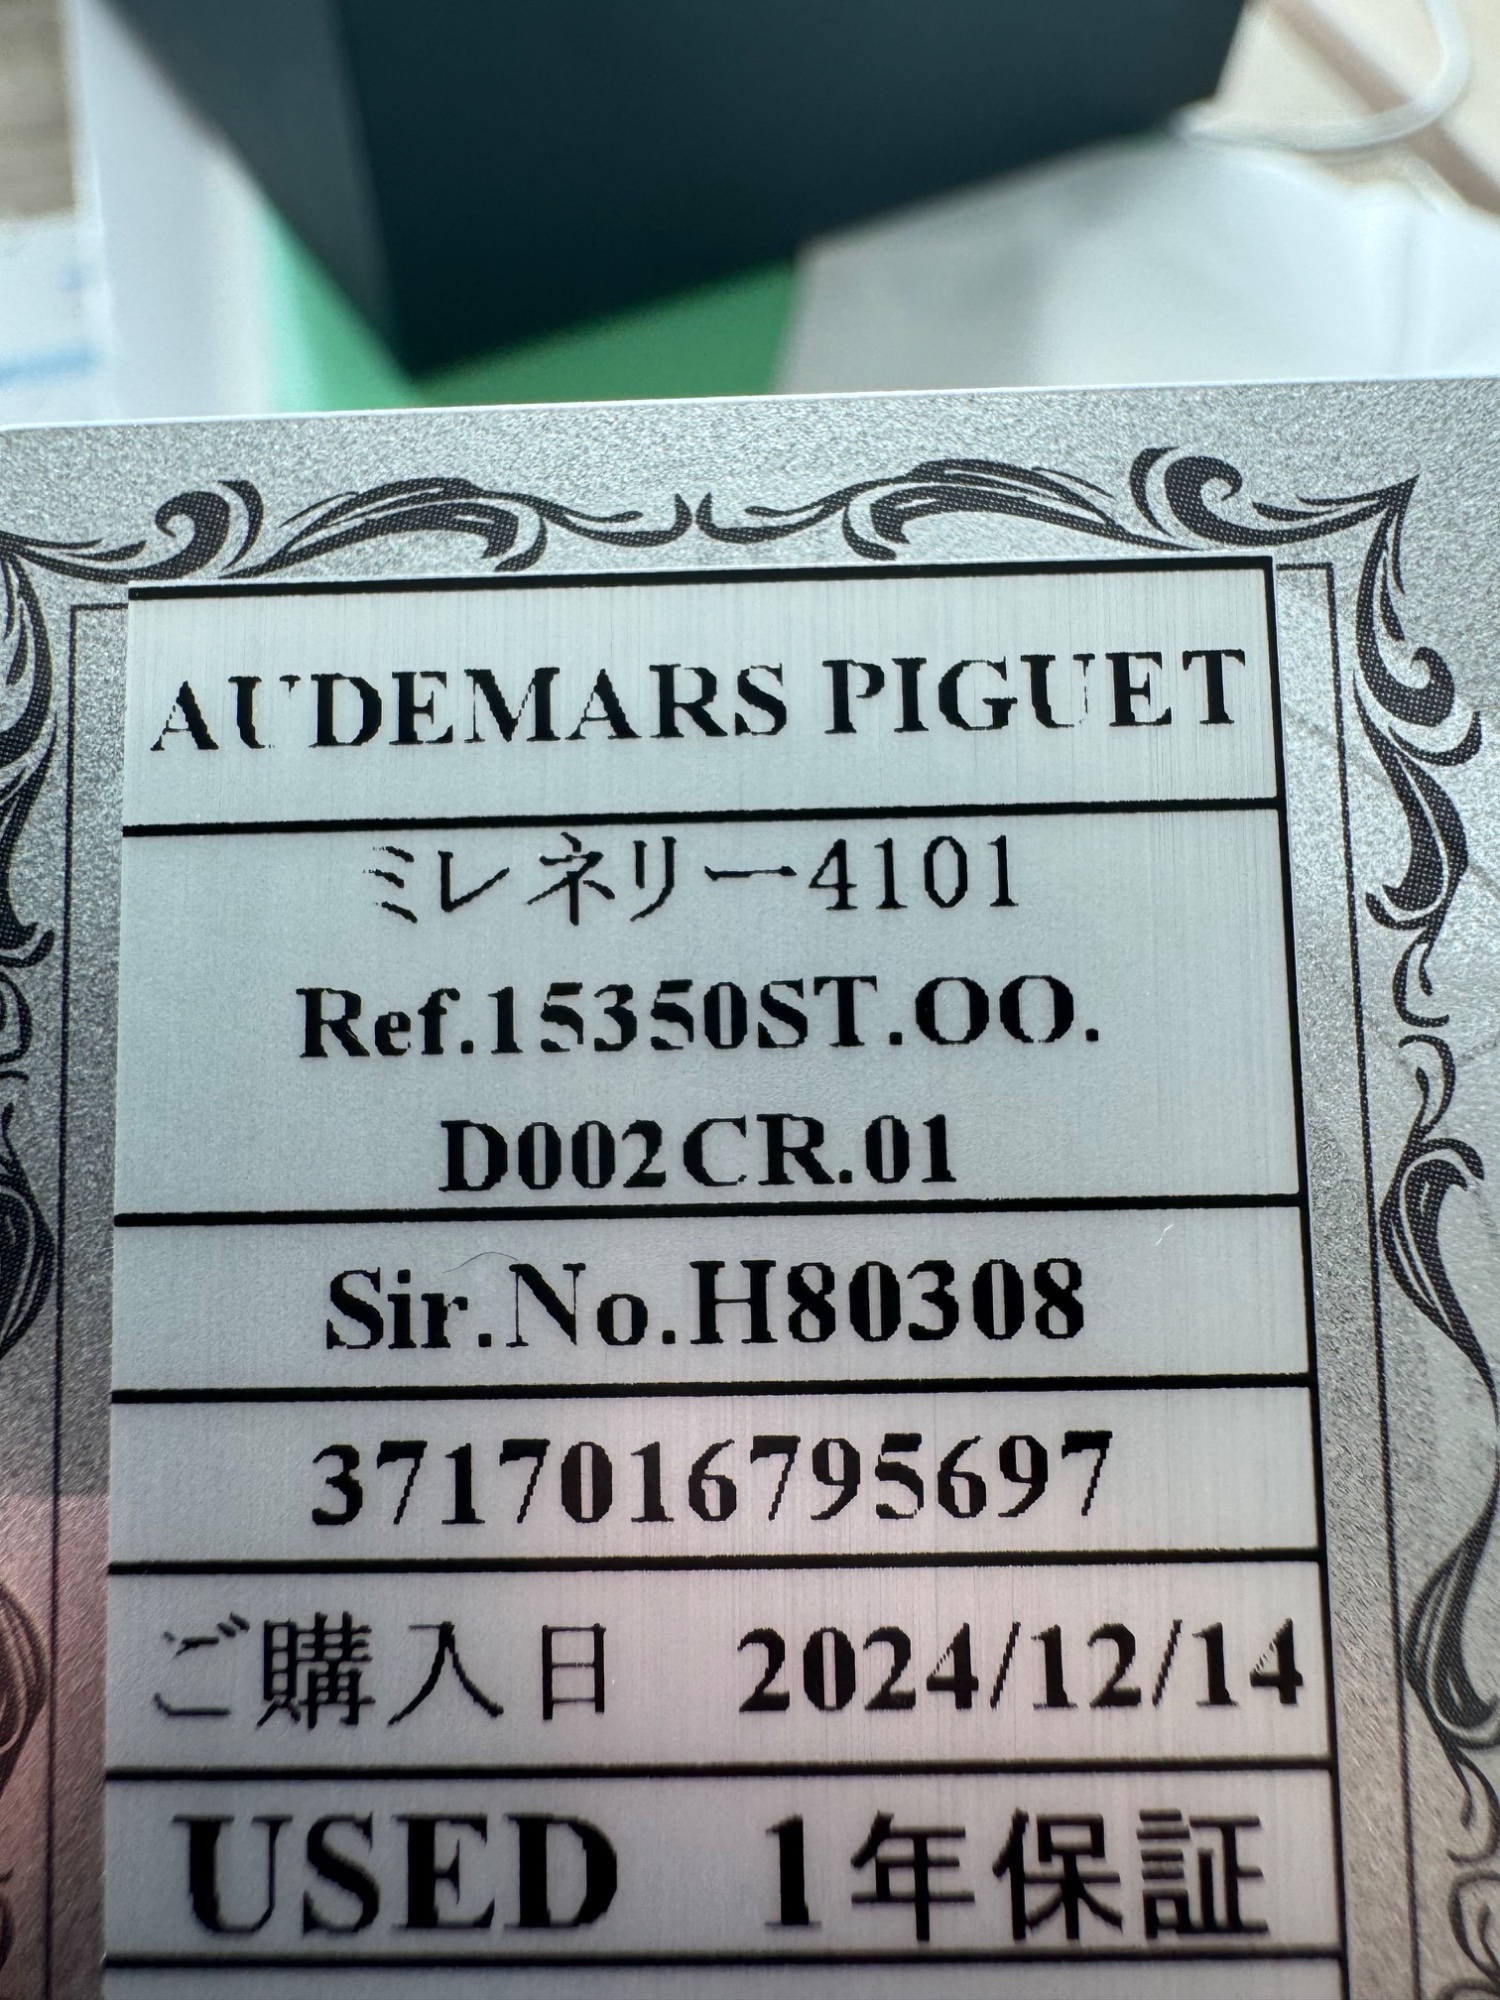 AUDEMARS PIGUET
ミレネリー4101
Ref.15350ST.OO.
D002CR.01
Sir.No.H80308
3717016795697
ご購入日 2024/12/14
USED 1年保証